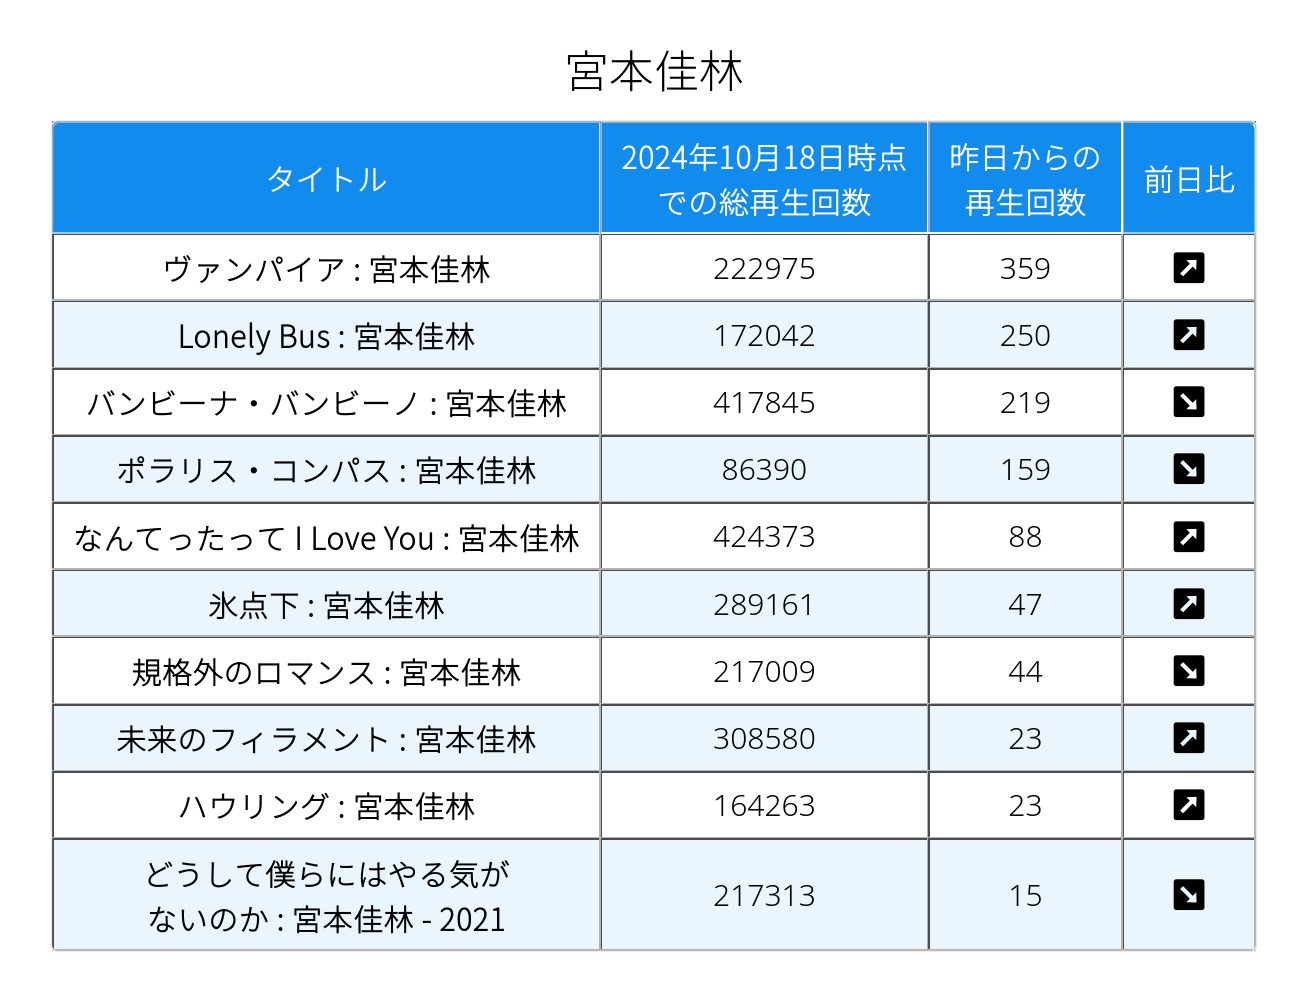 宮本佳林
タイトル
2024年10月18日時点
での総再生回数
昨日からの
再生回数
前日比
ヴァンパイア : 宮本佳林
222975
359
↗
Lonely Bus : 宮本佳林
172042
250
↗
バンビーナ・バンビーノ : 宮本佳林
417845
219
↘
ポラリス・コンパス : 宮本佳林
86390
159
↘
なんてったって I Love You : 宮本佳林
424373
88
↗
氷点下 : 宮本佳林
289161
47
↗
規格外のロマンス : 宮本佳林
217009
44
↘
未来のフィラメント : 宮本佳林
308580
23
↗
ハウリング : 宮本佳林
164263
23
↗
どうして僕らにはやる気が
ないのか : 宮本佳林 - 2021
217313
15
↘